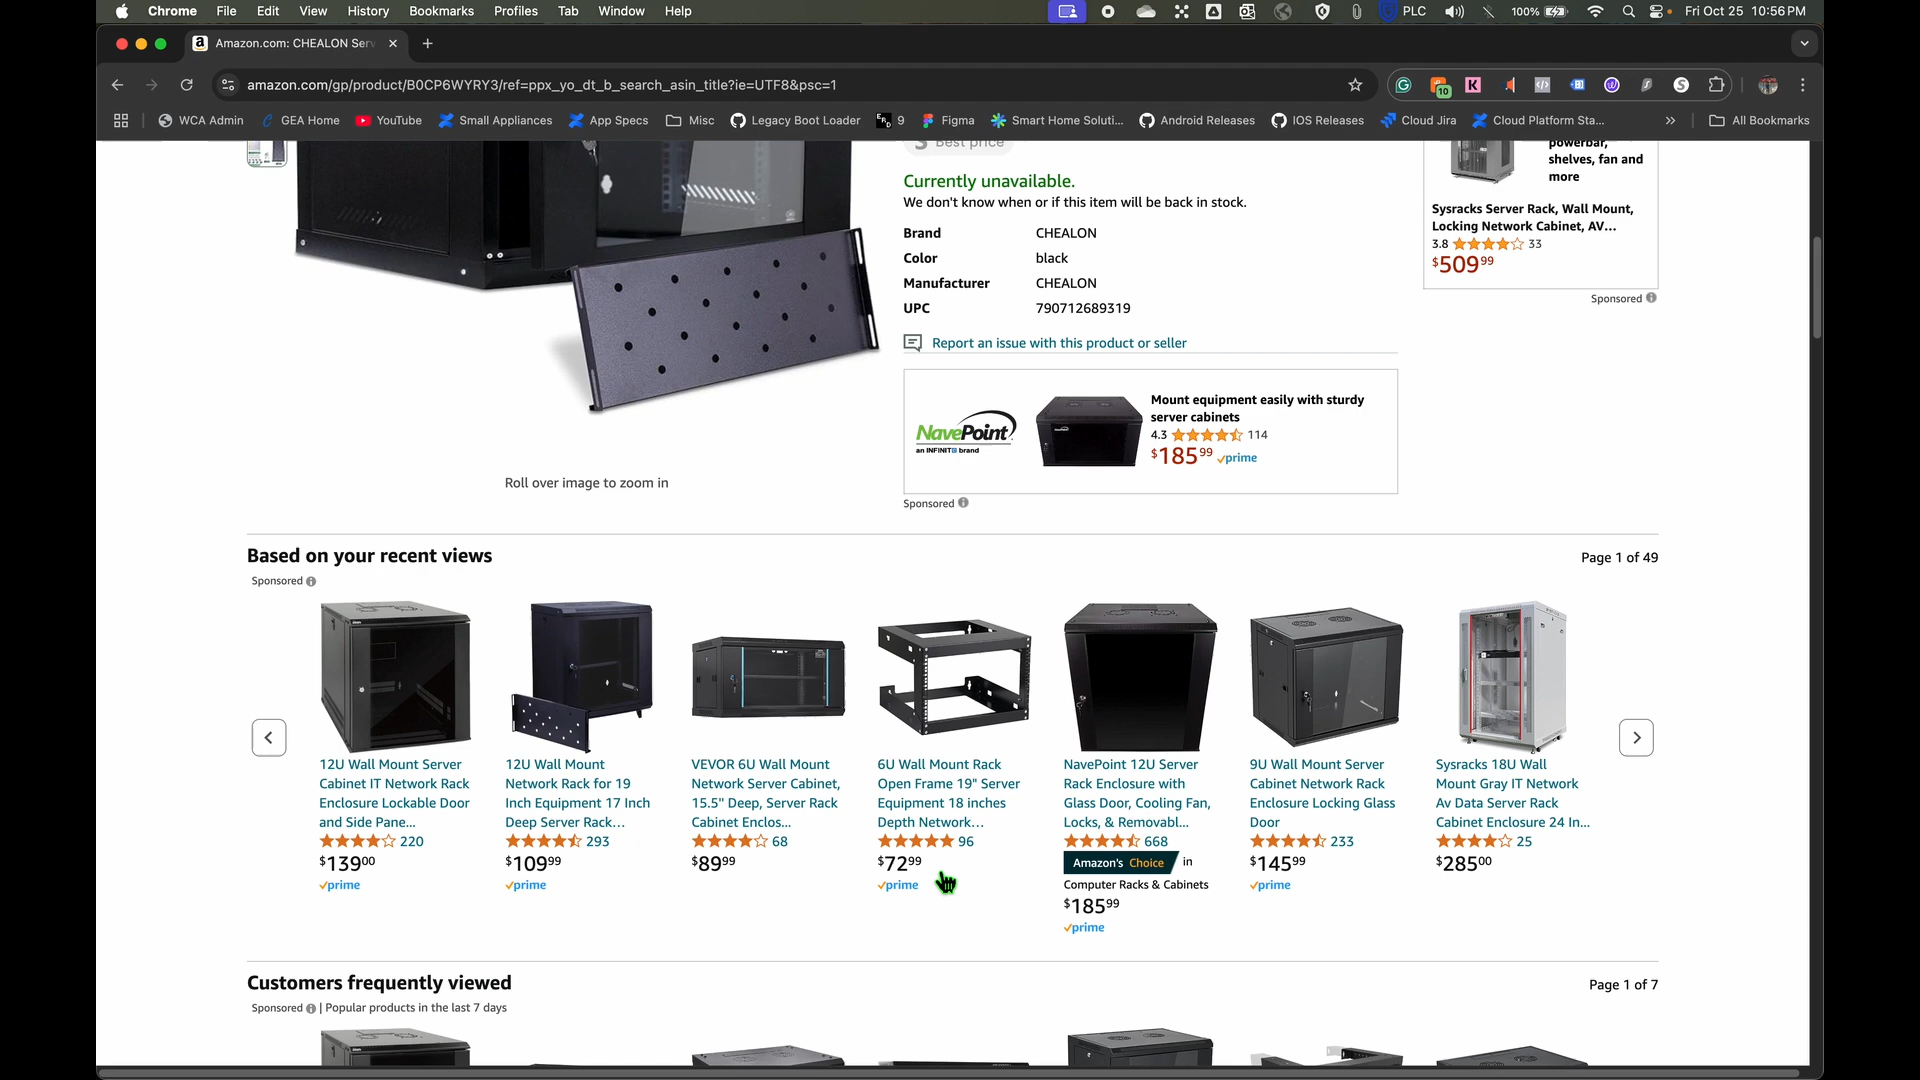 Chrome File Edit View History Bookmarks Profiles Tab Window Help PLC 100% Fri Oct 25 10:56 PM
Amazon.com: CHEALON Serv
amazon.com/gp/product/B0CP6WYRY3/ref=ppx_yo_dt_b_search_asin_title?ie=UTF8&psc=1
10
WCA Admin GEA Home YouTube Small Appliances App Specs Misc Legacy Boot Loader 9 Figma Smart Home Soluti... Android Releases IOS Releases Cloud Jira Cloud Platform Sta... » All Bookmarks
Best price
Currently unavailable.
We don't know when or if this item will be back in stock.
Brand CHEALON
Color black
Manufacturer CHEALON
UPC 790712689319
Report an issue with this product or seller
powerbar,
shelves, fan and
more
Sysracks Server Rack, Wall Mount,
Locking Network Cabinet, AV...
3.8 33
$509 99
Sponsored
NavePoint
an INFINITE brand
Mount equipment easily with sturdy
server cabinets
4.3 114
$185 99 prime
Sponsored
Roll over image to zoom in
Based on your recent views Page 1 of 49
Sponsored
12U Wall Mount Server
Cabinet IT Network Rack
Enclosure Lockable Door
and Side Pane...
220
$139 00
prime
12U Wall Mount
Network Rack for 19
Inch Equipment 17 Inch
Deep Server Rack...
293
$109 99
prime
VEVOR 6U Wall Mount
Network Server Cabinet,
15.5'' Deep, Server Rack
Cabinet Enclos...
68
$89 99
6U Wall Mount Rack
Open Frame 19" Server
Equipment 18 inches
Depth Network...
96
$72 99
prime
NavePoint 12U Server
Rack Enclosure with
Glass Door, Cooling Fan,
Locks, & Removabl...
668
Amazon's Choice in
Computer Racks & Cabinets
$185 99
prime
9U Wall Mount Server
Cabinet Network Rack
Enclosure Locking Glass
Door
233
$145 99
prime
Sysracks 18U Wall
Mount Gray IT Network
Av Data Server Rack
Cabinet Enclosure 24 In...
25
$285 00
Customers frequently viewed Page 1 of 7
Sponsored | Popular products in the last 7 days